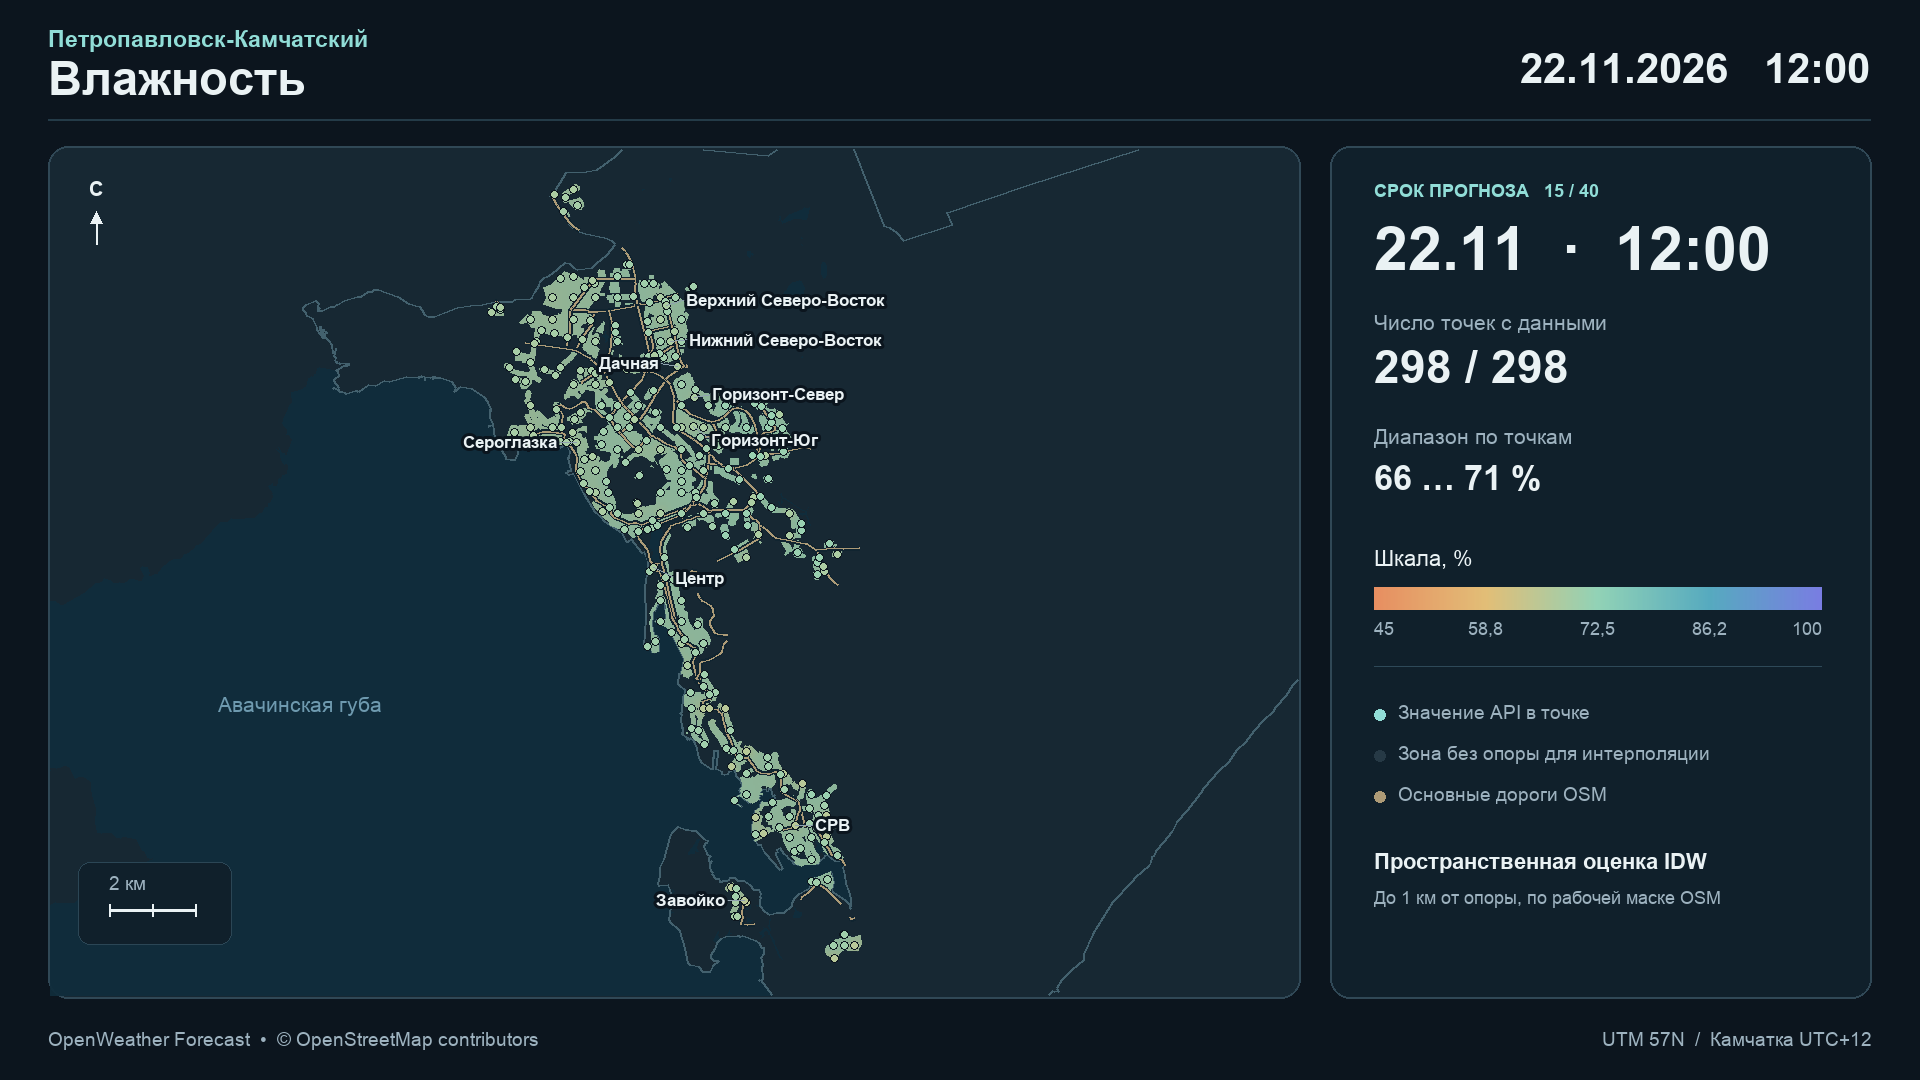 Петропавловск-Камчатский
Влажность
22.11.2026 12:00
С
Верхний Северо-Восток
Нижний Северо-Восток
Дачная
Горизонт-Север
Горизонт-Юг
Сероглазка
Центр
Авачинская губа
СРВ
Завойко
2 км
СРОК ПРОГНОЗА 15 / 40
22.11 · 12:00
Число точек с данными
298 / 298
Диапазон по точкам
66 … 71 %
Шкала, %
45 58,8 72,5 86,2 100
Значение API в точке
Зона без опоры для интерполяции
Основные дороги OSM
Пространственная оценка IDW
До 1 км от опоры, по рабочей маске OSM
OpenWeather Forecast • © OpenStreetMap contributors
UTM 57N / Камчатка UTC+12